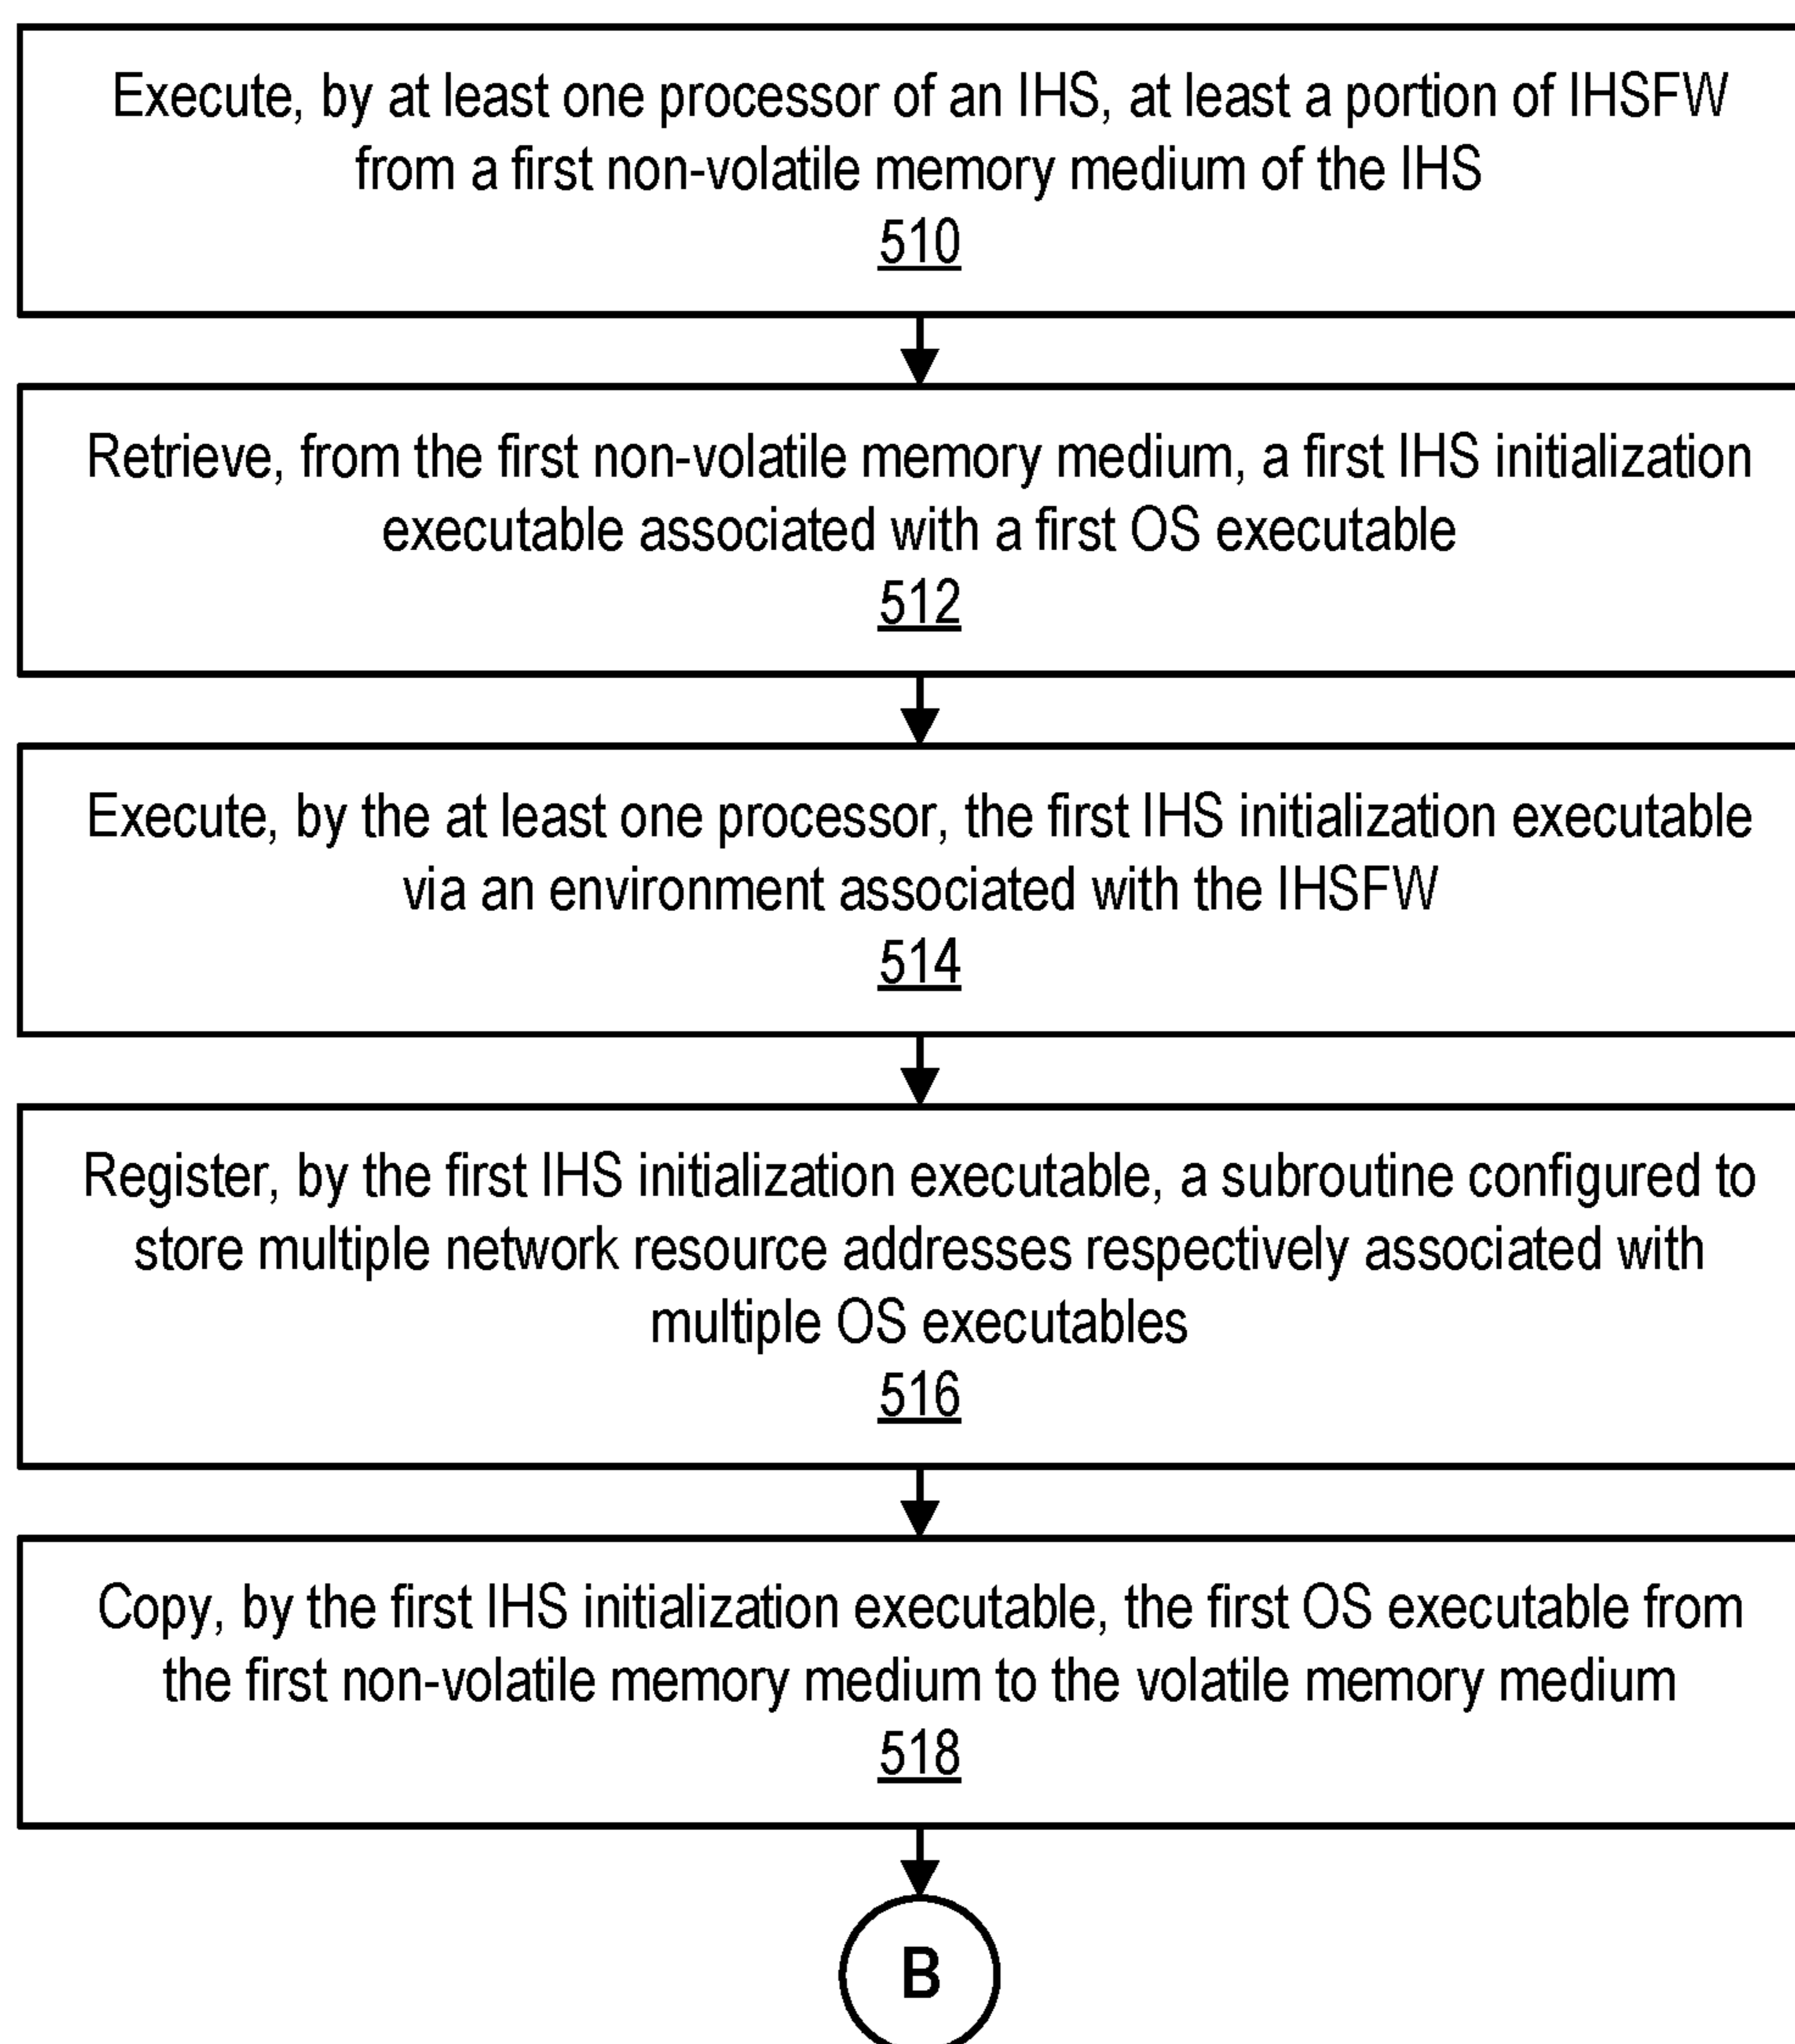 Execute, by at least one processor of an IHS, at least a portion of IHSFW
from a first non-volatile memory medium of the IHS
510
Retrieve, from the first non-volatile memory medium, a first IHS initialization
executable associated with a first OS executable
512
Execute, by the at least one processor, the first IHS initialization executable
via an environment associated with the IHSFW
514
Register, by the first IHS initialization executable, a subroutine configured to
store multiple network resource addresses respectively associated with
multiple OS executables
516
Copy, by the first IHS initialization executable, the first OS executable from
the first non-volatile memory medium to the volatile memory medium
518
B